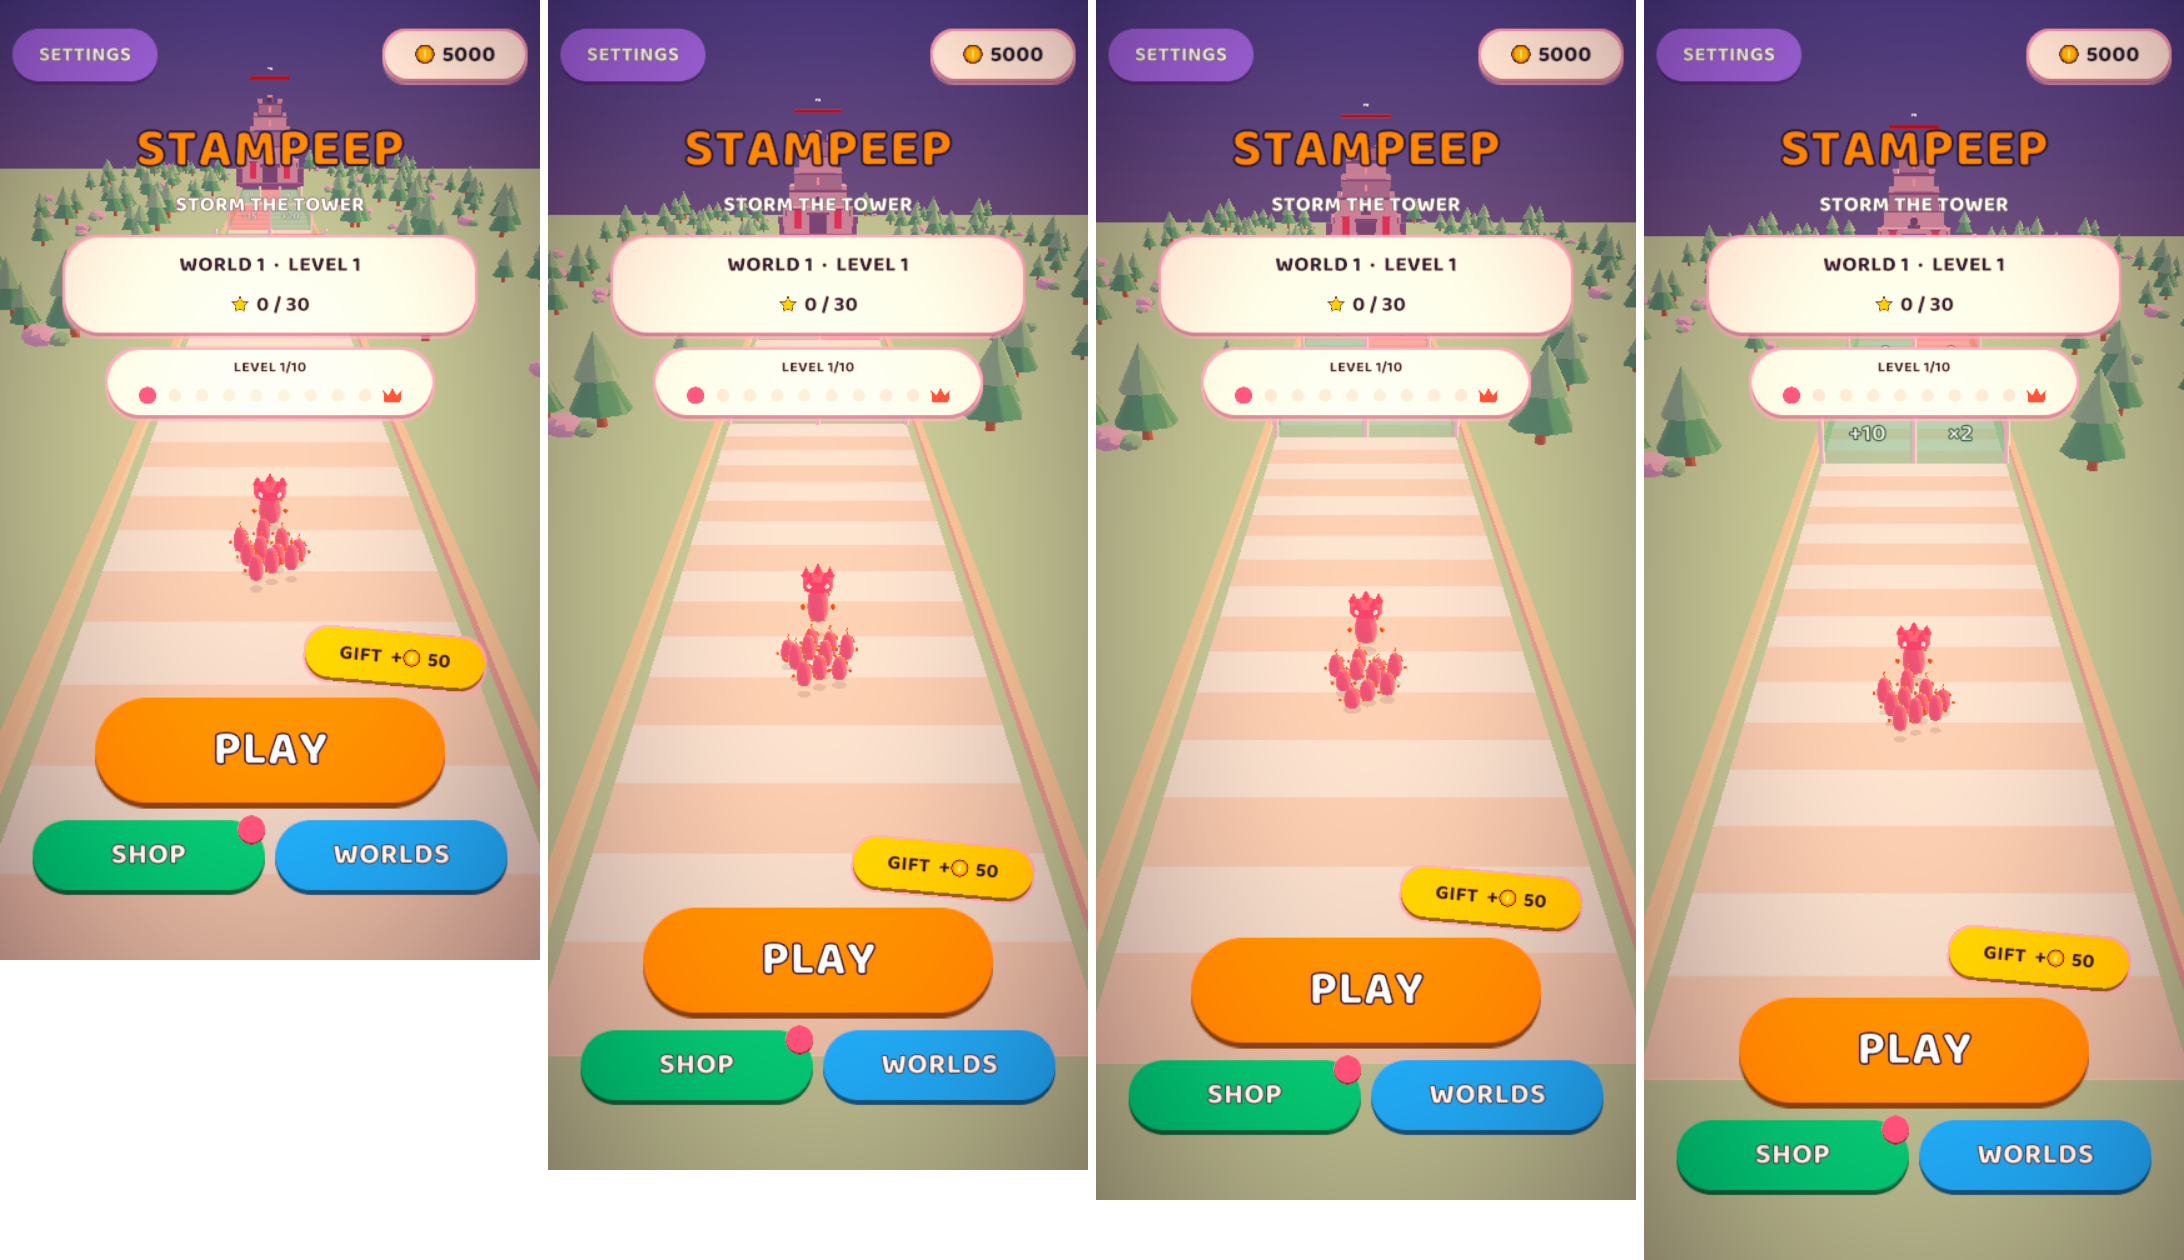 SETTINGS
5000
STAMPEEP
STORM THE TOWER
WORLD 1 · LEVEL 1
0 / 30
LEVEL 1/10
GIFT + 50
PLAY
SHOP
WORLDS
SETTINGS
5000
STAMPEEP
STORM THE TOWER
WORLD 1 · LEVEL 1
0 / 30
LEVEL 1/10
GIFT + 50
PLAY
SHOP
WORLDS
SETTINGS
5000
STAMPEEP
STORM THE TOWER
WORLD 1 · LEVEL 1
0 / 30
LEVEL 1/10
GIFT + 50
PLAY
SHOP
WORLDS
SETTINGS
5000
STAMPEEP
STORM THE TOWER
WORLD 1 · LEVEL 1
0 / 30
LEVEL 1/10
+10 ×2
GIFT + 50
PLAY
SHOP
WORLDS